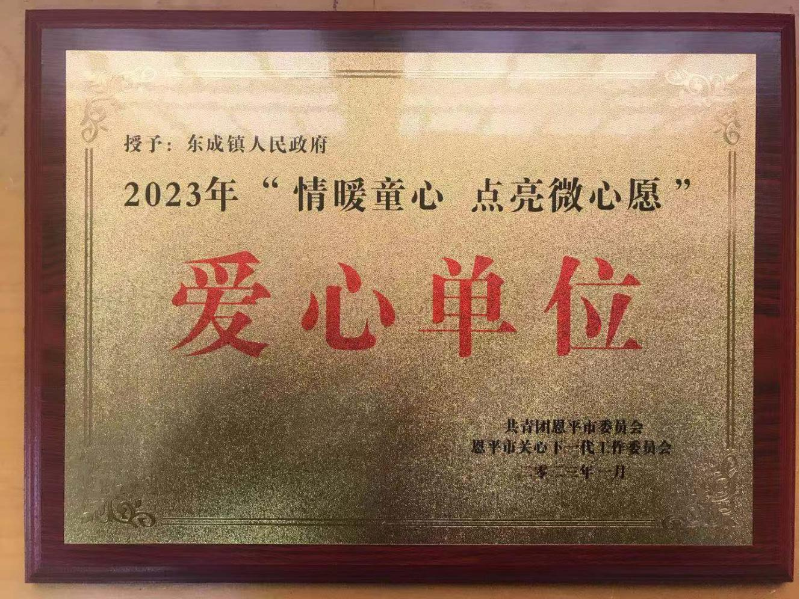 授予：东成镇人民政府
2023年“情暖童心 点亮微心愿”
爱心单位
共青团恩平市委员会
恩平市关心下一代工作委员会
二零二三年一月